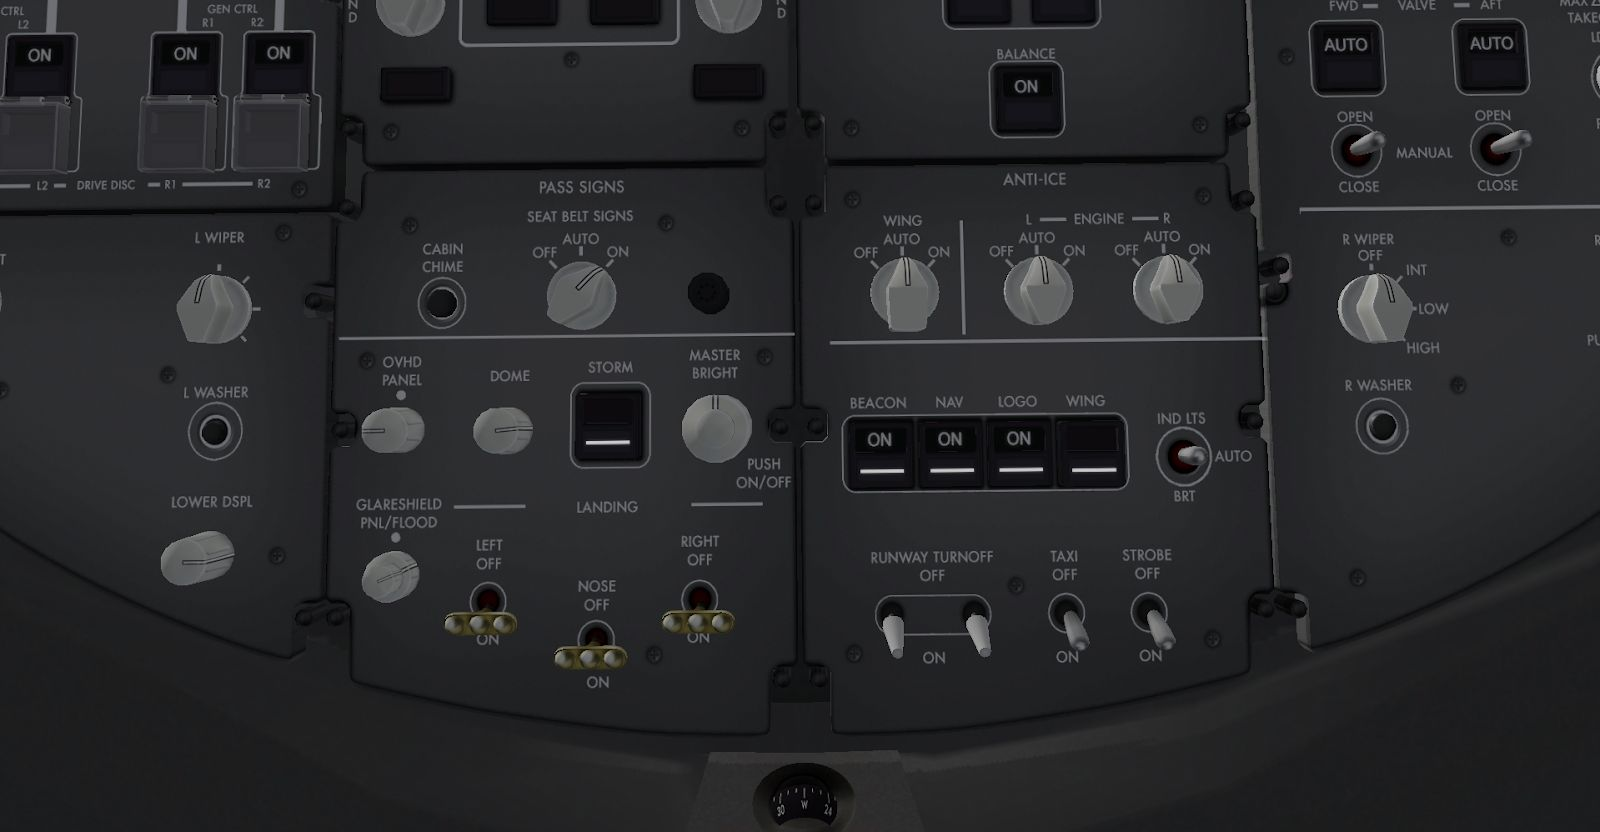 CTRL
L2
GEN CTRL
R1
R2
ON
ON
ON
L2
DRIVE DISC
R1
R2
BALANCE
ON
FWD
VALVE
AFT
AUTO
AUTO
OPEN
OPEN
MANUAL
CLOSE
CLOSE
PASS SIGNS
SEAT BELT SIGNS
OFF
AUTO
ON
CABIN
CHIME
ANTI-ICE
WING
OFF
AUTO
ON
L
ENGINE
R
OFF
AUTO
ON
OFF
AUTO
ON
L WIPER
R WIPER
OFF
INT
LOW
HIGH
L WASHER
R WASHER
OVHD
PANEL
DOME
STORM
MASTER
BRIGHT
PUSH
ON/OFF
BEACON
NAV
LOGO
WING
ON
ON
ON
IND LTS
AUTO
BRT
LOWER DSPL
GLARESHIELD
PNL/FLOOD
LANDING
LEFT
OFF
ON
NOSE
OFF
ON
RIGHT
OFF
ON
RUNWAY TURNOFF
OFF
ON
TAXI
OFF
ON
STROBE
OFF
ON
30
W
24